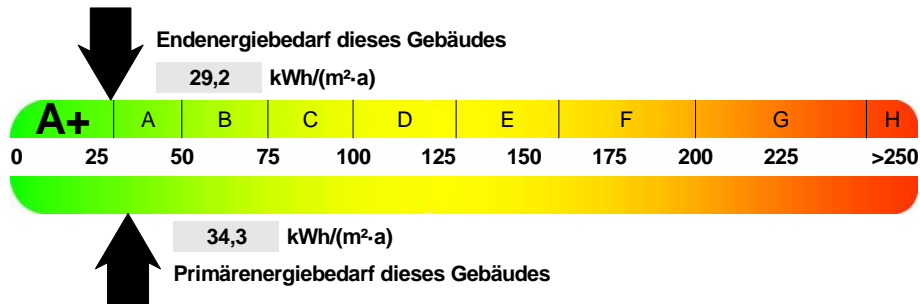 Endenergiebedarf dieses Gebäudes
29,2 kWh/(m²·a)
A+ A B C D E F G H
0 25 50 75 100 125 150 175 200 225 >250
34,3 kWh/(m²·a)
Primärenergiebedarf dieses Gebäudes